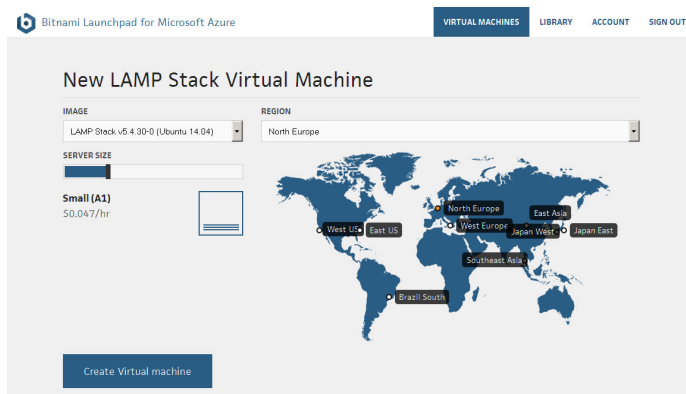 Bitnami Launchpad for Microsoft Azure
VIRTUAL MACHINES
LIBRARY
ACCOUNT
SIGN OUT
New LAMP Stack Virtual Machine
IMAGE
REGION
LAMP Stack v5.4.30-0 (Ubuntu 14.04)
North Europe
SERVER SIZE
Small (A1)
$0.047/hr
North Europe
East Asia
West US
East US
West Europe
Japan West
Japan East
Southeast Asia
Brazil South
Create Virtual machine